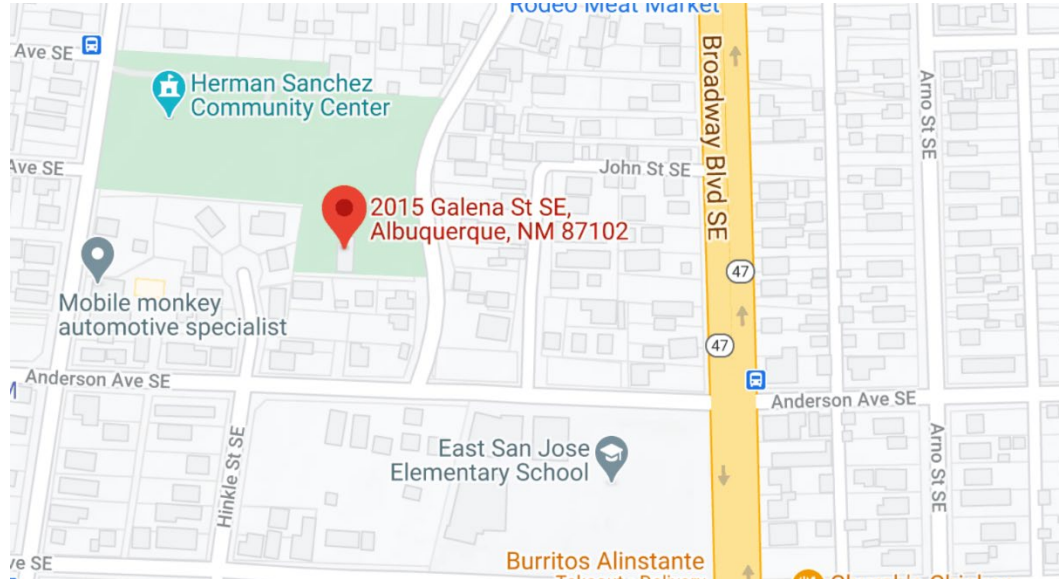 Rodeo Meat Market
Ave SE
Herman Sanchez
Community Center
Broadway Blvd SE
Arno St SE
Ave SE
John St SE
2015 Galena St SE,
Albuquerque, NM 87102
47
Mobile monkey
automotive specialist
47
Anderson Ave SE
Anderson Ave SE
Hinkle St SE
East San Jose
Elementary School
Arno St SE
ve SE
Burritos Alinstante